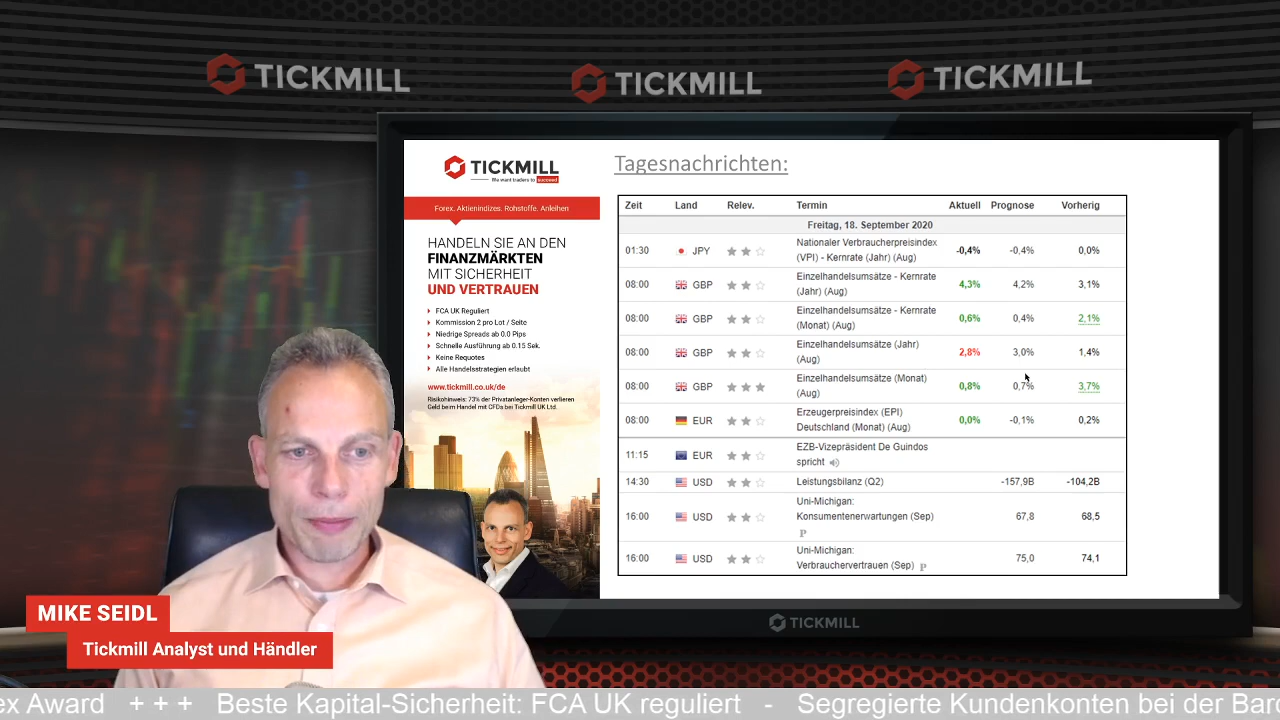 TICKMILL
TICKMILL
TICKMILL
TICKMILL
We want traders to succeed
Forex. Aktienindizes. Rohstoffe. Anleihen
HANDELN SIE AN DEN
FINANZMÄRKTEN
MIT SICHERHEIT
UND VERTRAUEN
FCA UK Reguliert
Kommission 2 pro Lot / Seite
Niedrige Spreads ab 0.0 Pips
Schnelle Ausführung ab 0.15 Sek.
Keine Requotes
Alle Handelsstrategien erlaubt
www.tickmill.co.uk/de
Risikohinweis: 73% der Privatanleger-Konten verlieren
Geld beim Handel mit CFDs bei Tickmill UK Ltd.
Tagesnachrichten:
Zeit Land Relev. Termin Aktuell Prognose Vorherig
Freitag, 18. September 2020
01:30 JPY Nationaler Verbraucherpreisindex (VPI) - Kernrate (Jahr) (Aug) -0,4% -0,4% 0,0%
08:00 GBP Einzelhandelsumsätze - Kernrate (Jahr) (Aug) 4,3% 4,2% 3,1%
08:00 GBP Einzelhandelsumsätze - Kernrate (Monat) (Aug) 0,6% 0,4% 2,1%
08:00 GBP Einzelhandelsumsätze (Jahr) (Aug) 2,8% 3,0% 1,4%
08:00 GBP Einzelhandelsumsätze (Monat) (Aug) 0,8% 0,7% 3,7%
08:00 EUR Erzeugerpreisindex (EPI) Deutschland (Monat) (Aug) 0,0% -0,1% 0,2%
11:15 EUR EZB-Vizepräsident De Guindos spricht
14:30 USD Leistungsbilanz (Q2) -157,9B -104,2B
16:00 USD Uni-Michigan: Konsumentenerwartungen (Sep) P 67,8 68,5
16:00 USD Uni-Michigan: Verbrauchervertrauen (Sep) P 75,0 74,1
TICKMILL
MIKE SEIDL
Tickmill Analyst und Händler
ex Award + + + Beste Kapital-Sicherheit: FCA UK reguliert - Segregierte Kundenkonten bei der Barc